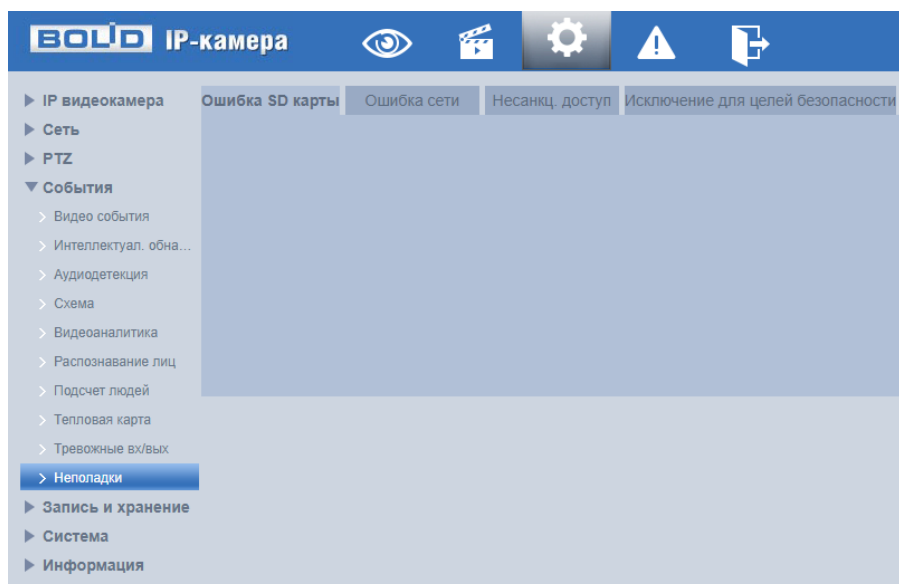 BOLID IP-камера
Ошибка SD карты Ошибка сети Несанкц. доступ Исключение для целей безопасности
IP видеокамера
Сеть
PTZ
События
Видео события
Интеллектуал. обна...
Аудиодетекция
Схема
Видеоаналитика
Распознавание лиц
Подсчет людей
Тепловая карта
Тревожные вх/вых
Неполадки
Запись и хранение
Система
Информация